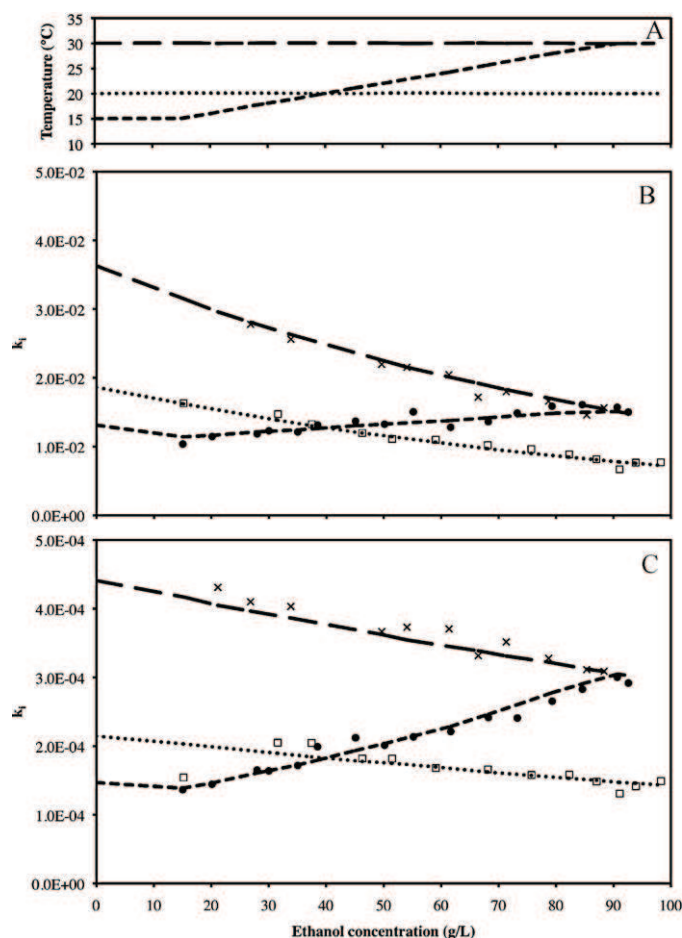 A
Temperature (°C)
35
30
25
20
15
10
B
5.0E-02
4.0E-02
3.0E-02
2.0E-02
1.0E-02
0.0E+00
ki
C
5.0E-04
4.0E-04
3.0E-04
2.0E-04
1.0E-04
0.0E+00
ki
0 10 20 30 40 50 60 70 80 90 100
Ethanol concentration (g/L)